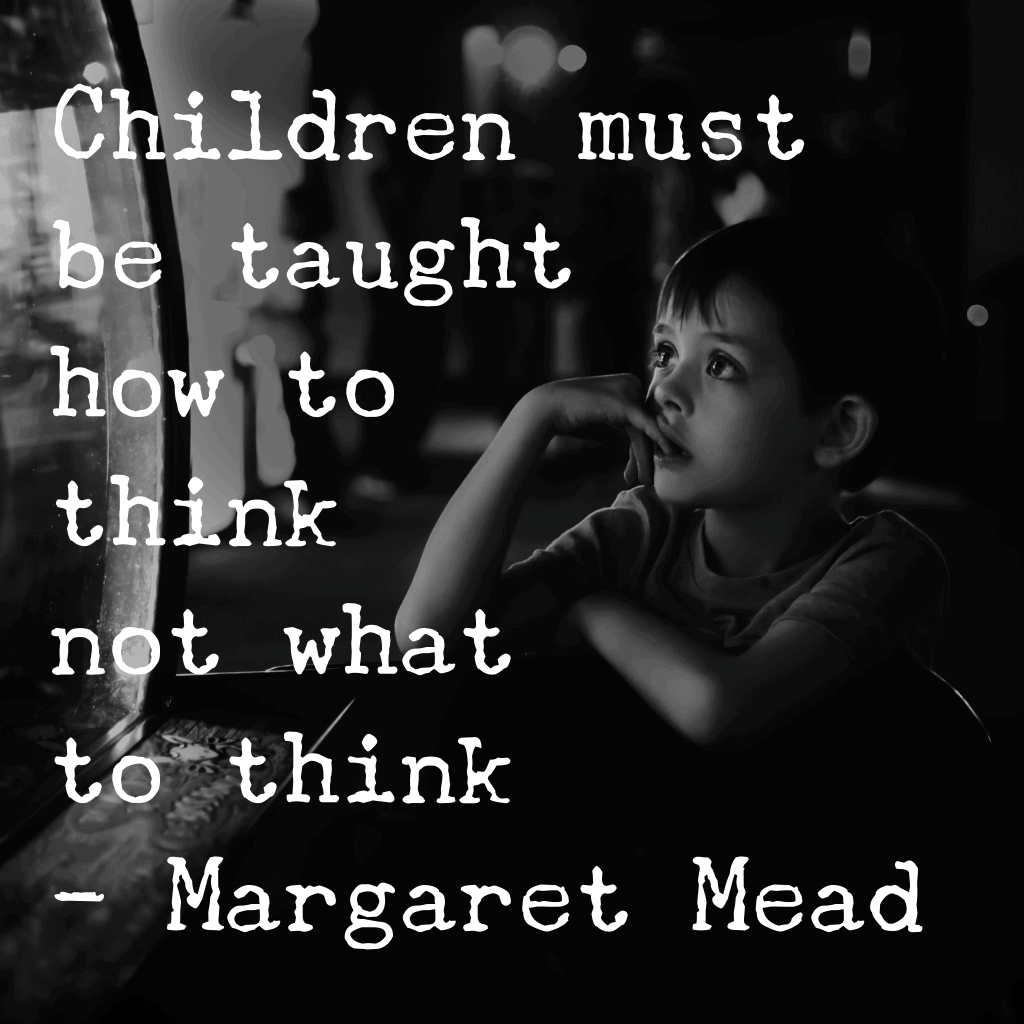 Children must
be taught
how to
think
not what
to think
- Margaret Mead